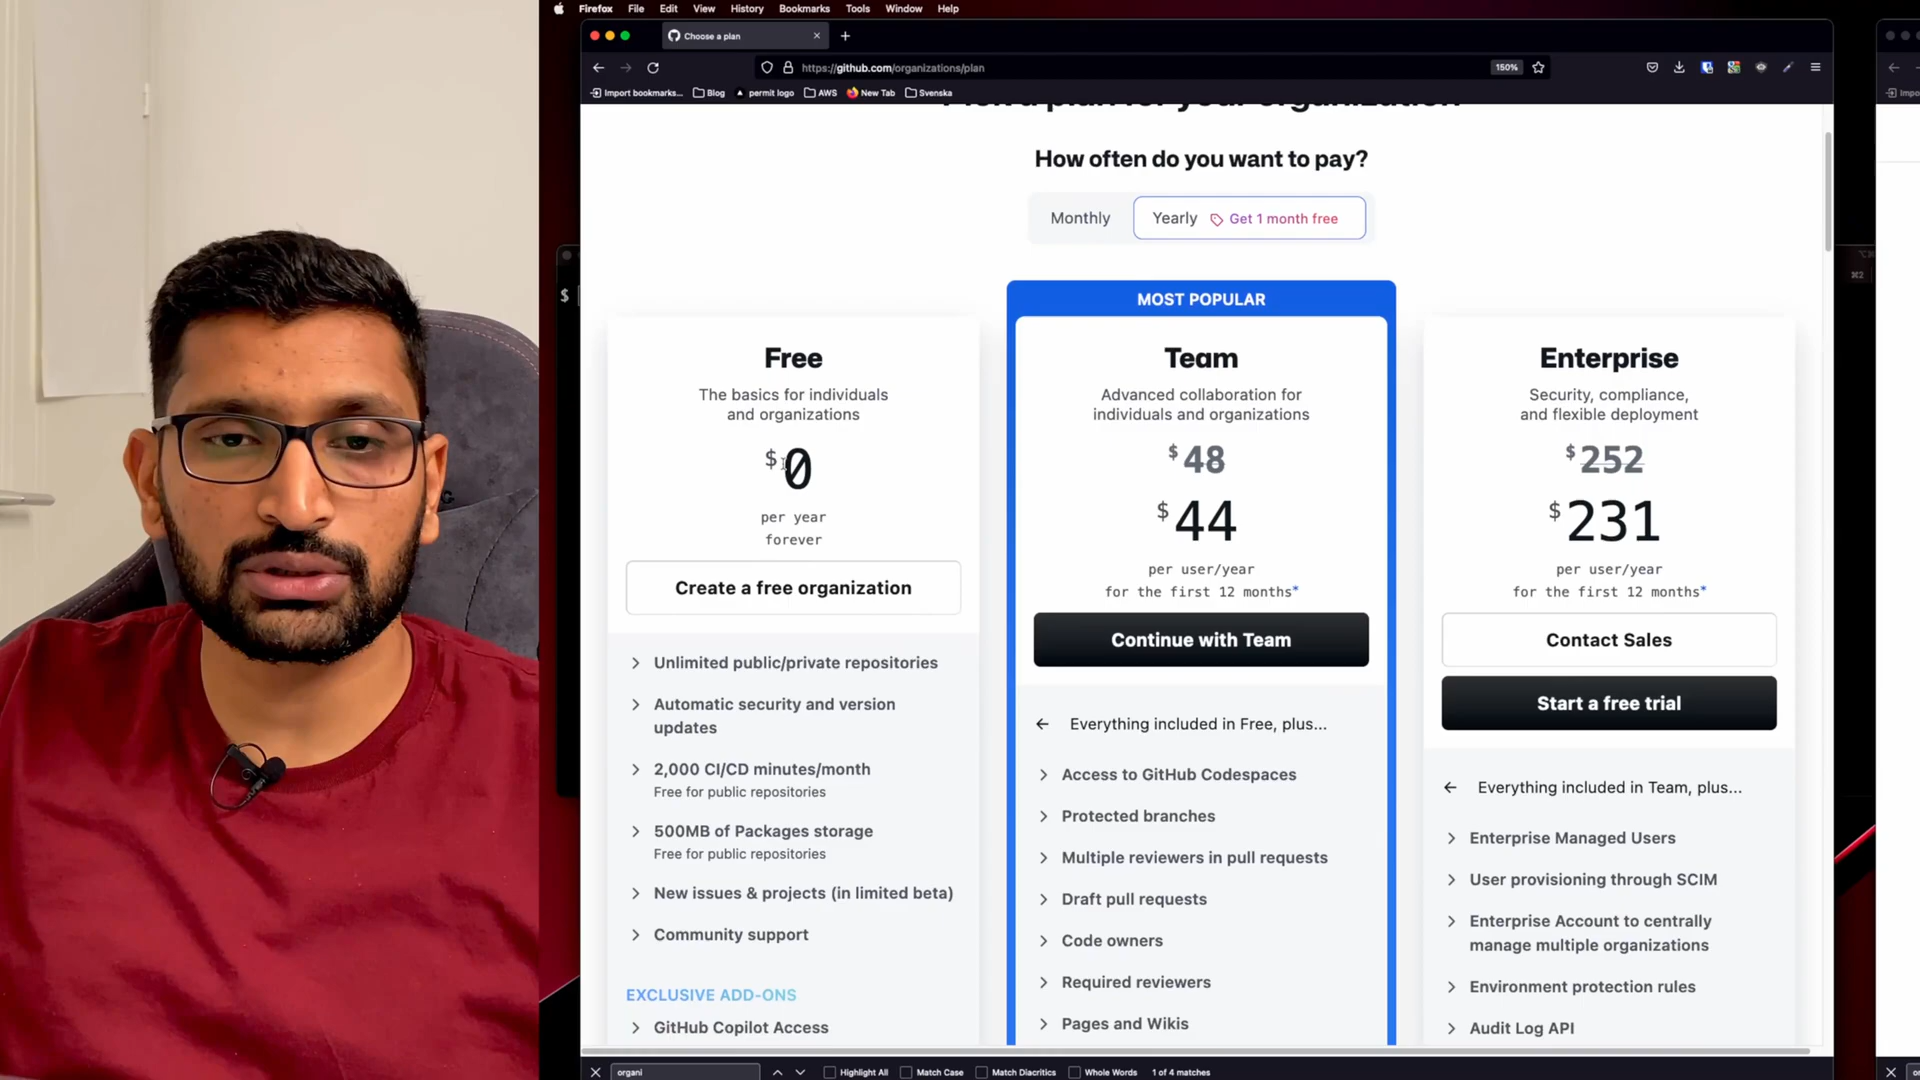 Firefox File Edit View History Bookmarks Tools Window Help
Choose a plan
https://github.com/organizations/plan
150%
Import bookmarks... Blog permit logo AWS New Tab Svenska
Pick a plan for your organization
How often do you want to pay?
Monthly Yearly Get 1 month free
MOST POPULAR
Free
The basics for individuals
and organizations
$0
per year
forever
Create a free organization
Unlimited public/private repositories
Automatic security and version
updates
2,000 CI/CD minutes/month
Free for public repositories
500MB of Packages storage
Free for public repositories
New issues & projects (in limited beta)
Community support
EXCLUSIVE ADD-ONS
GitHub Copilot Access
Team
Advanced collaboration for
individuals and organizations
$48
$44
per user/year
for the first 12 months*
Continue with Team
Everything included in Free, plus...
Access to GitHub Codespaces
Protected branches
Multiple reviewers in pull requests
Draft pull requests
Code owners
Required reviewers
Pages and Wikis
Enterprise
Security, compliance,
and flexible deployment
$252
$231
per user/year
for the first 12 months*
Contact Sales
Start a free trial
Everything included in Team, plus...
Enterprise Managed Users
User provisioning through SCIM
Enterprise Account to centrally
manage multiple organizations
Environment protection rules
Audit Log API
organi Highlight All Match Case Match Diacritics Whole Words 1 of 4 matches
$
⌘2